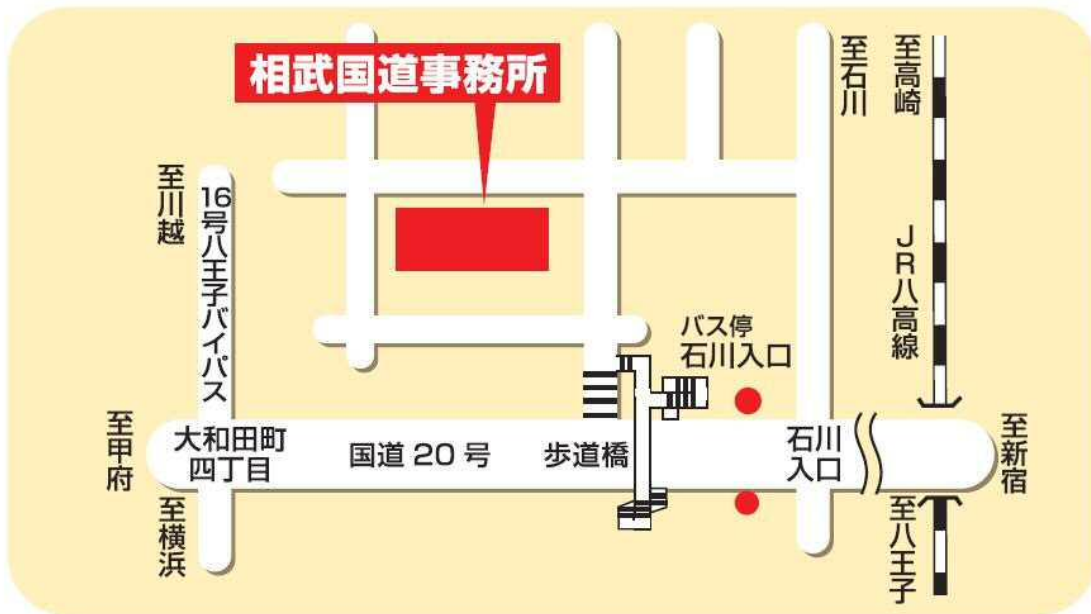 相武国道事務所
至石川
至高崎
至川越
16号八王子バイパス
JR八高線
バス停
石川入口
至甲府
大和田町
四丁目
国道20号
歩道橋
石川
入口
至新宿
至横浜
至八王子